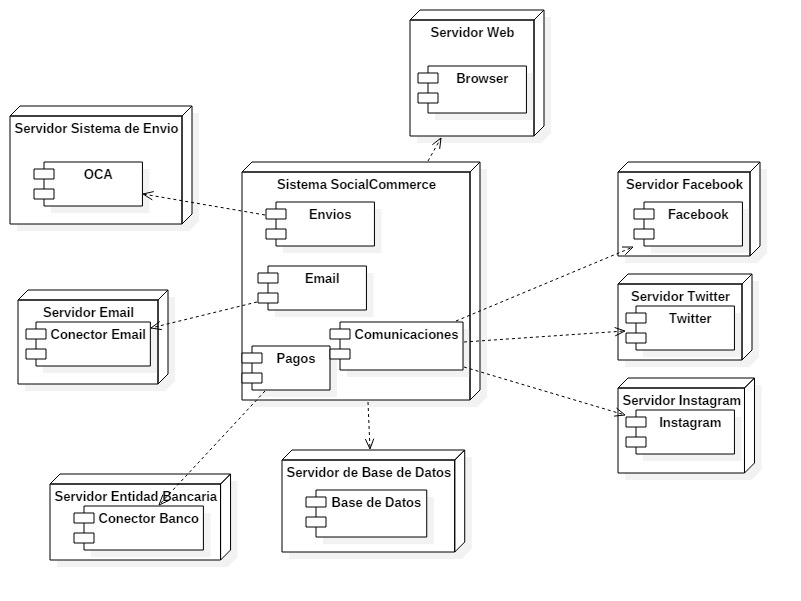 Servidor Web
Browser
Servidor Sistema de Envio
OCA
Sistema SocialCommerce
Envios
Email
Comunicaciones
Pagos
Servidor Facebook
Facebook
Servidor Twitter
Twitter
Servidor Instagram
Instagram
Servidor Email
Conector Email
Servidor de Base de Datos
Base de Datos
Servidor Entidad Bancaria
Conector Banco